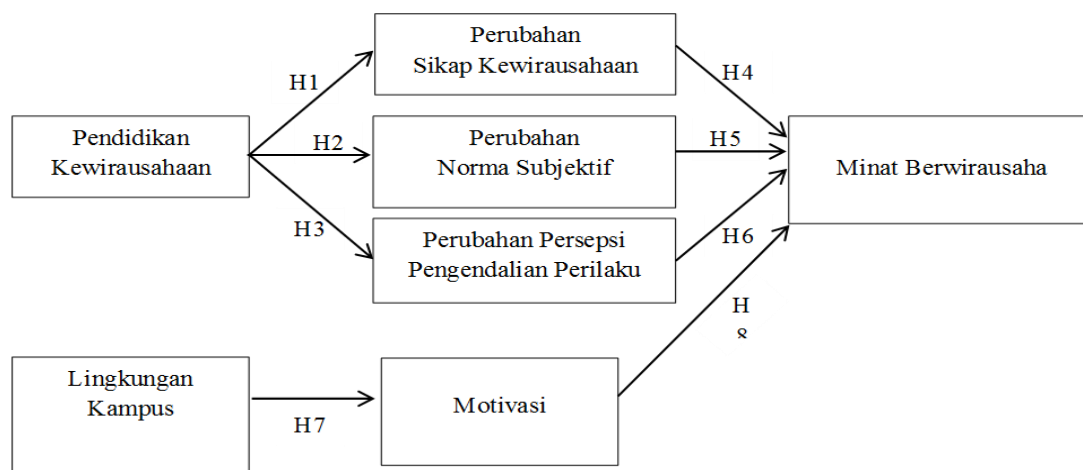 Perubahan
Sikap Kewirausahaan
H1
H4
Pendidikan
Kewirausahaan
H2
Perubahan
Norma Subjektif
H5
Minat Berwirausaha
H3
Perubahan Persepsi
Pengendalian Perilaku
H6
H
8
Lingkungan
Kampus
H7
Motivasi